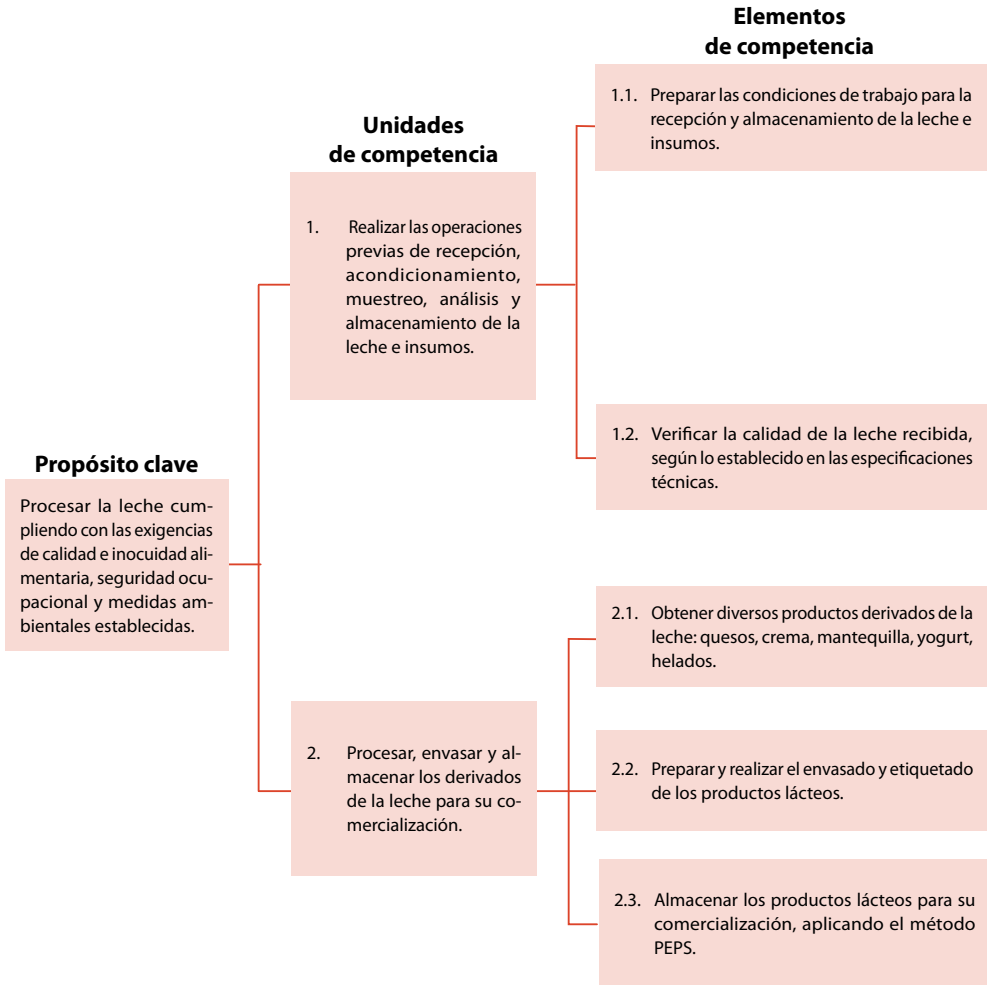 Elementos
de competencia
1.1. Preparar las condiciones de trabajo para la
recepción y almacenamiento de la leche e
insumos.
Unidades
de competencia
1. Realizar las operaciones
previas de recepción,
acondicionamiento,
muestreo, análisis y
almacenamiento de la
leche e insumos.
1.2. Verificar la calidad de la leche recibida,
según lo establecido en las especificaciones
técnicas.
Propósito clave
Procesar la leche cum-
pliendo con las exigencias
de calidad e inocuidad ali-
mentaria, seguridad ocu-
pacional y medidas am-
bientales establecidas.
2.1. Obtener diversos productos derivados de la
leche: quesos, crema, mantequilla, yogurt,
helados.
2. Procesar, envasar y al-
macenar los derivados
de la leche para su co-
mercialización.
2.2. Preparar y realizar el envasado y etiquetado
de los productos lácteos.
2.3. Almacenar los productos lácteos para su
comercialización, aplicando el método
PEPS.